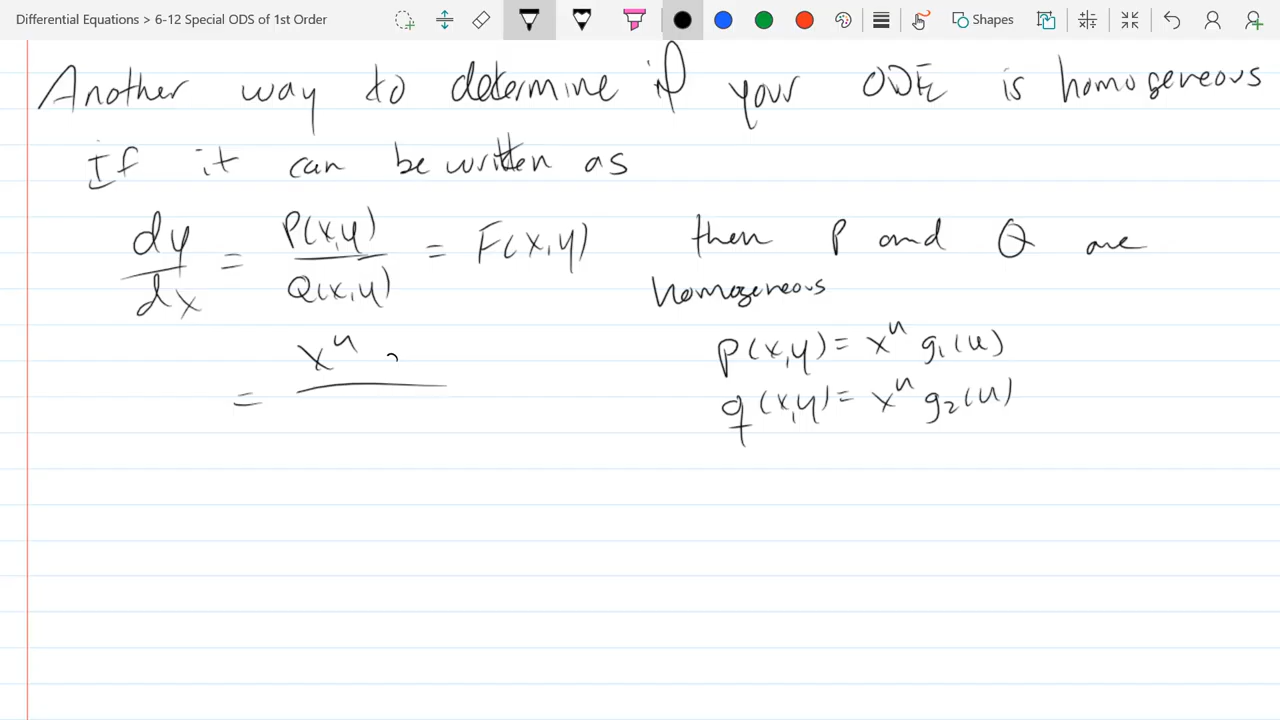 Differential Equations > 6-12 Special ODS of 1st Order
Shapes
Another way to determine if your ODE is homogeneous
If it can be written as
dy/dx = P(x,y)/Q(x,y) = F(x,y) then P and Q are
homogeneous
= x^n
p(x,y) = x^n g₁(u)
q(x,y) = x^n g₂(u)